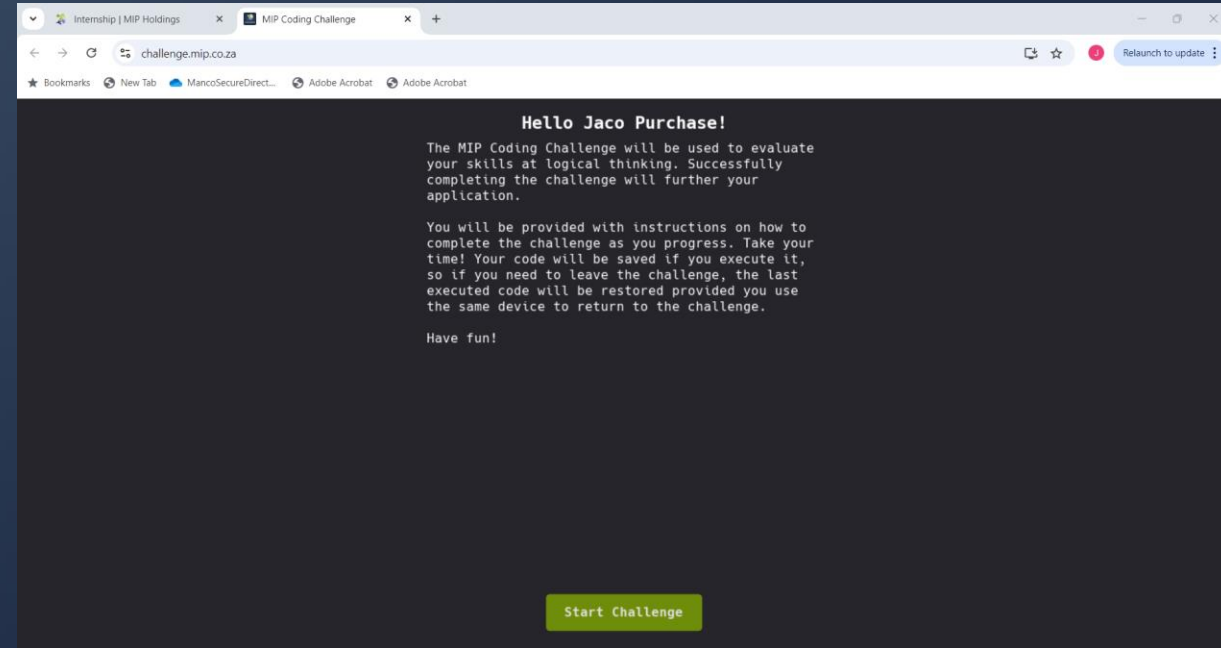 Internship | MIP Holdings
MIP Coding Challenge
challenge.mip.co.za
J
Relaunch to update
Bookmarks
New Tab
MancoSecureDirect...
Adobe Acrobat
Adobe Acrobat
Hello Jaco Purchase!
The MIP Coding Challenge will be used to evaluate
your skills at logical thinking. Successfully
completing the challenge will further your
application.
You will be provided with instructions on how to
complete the challenge as you progress. Take your
time! Your code will be saved if you execute it,
so if you need to leave the challenge, the last
executed code will be restored provided you use
the same device to return to the challenge.
Have fun!
Start Challenge